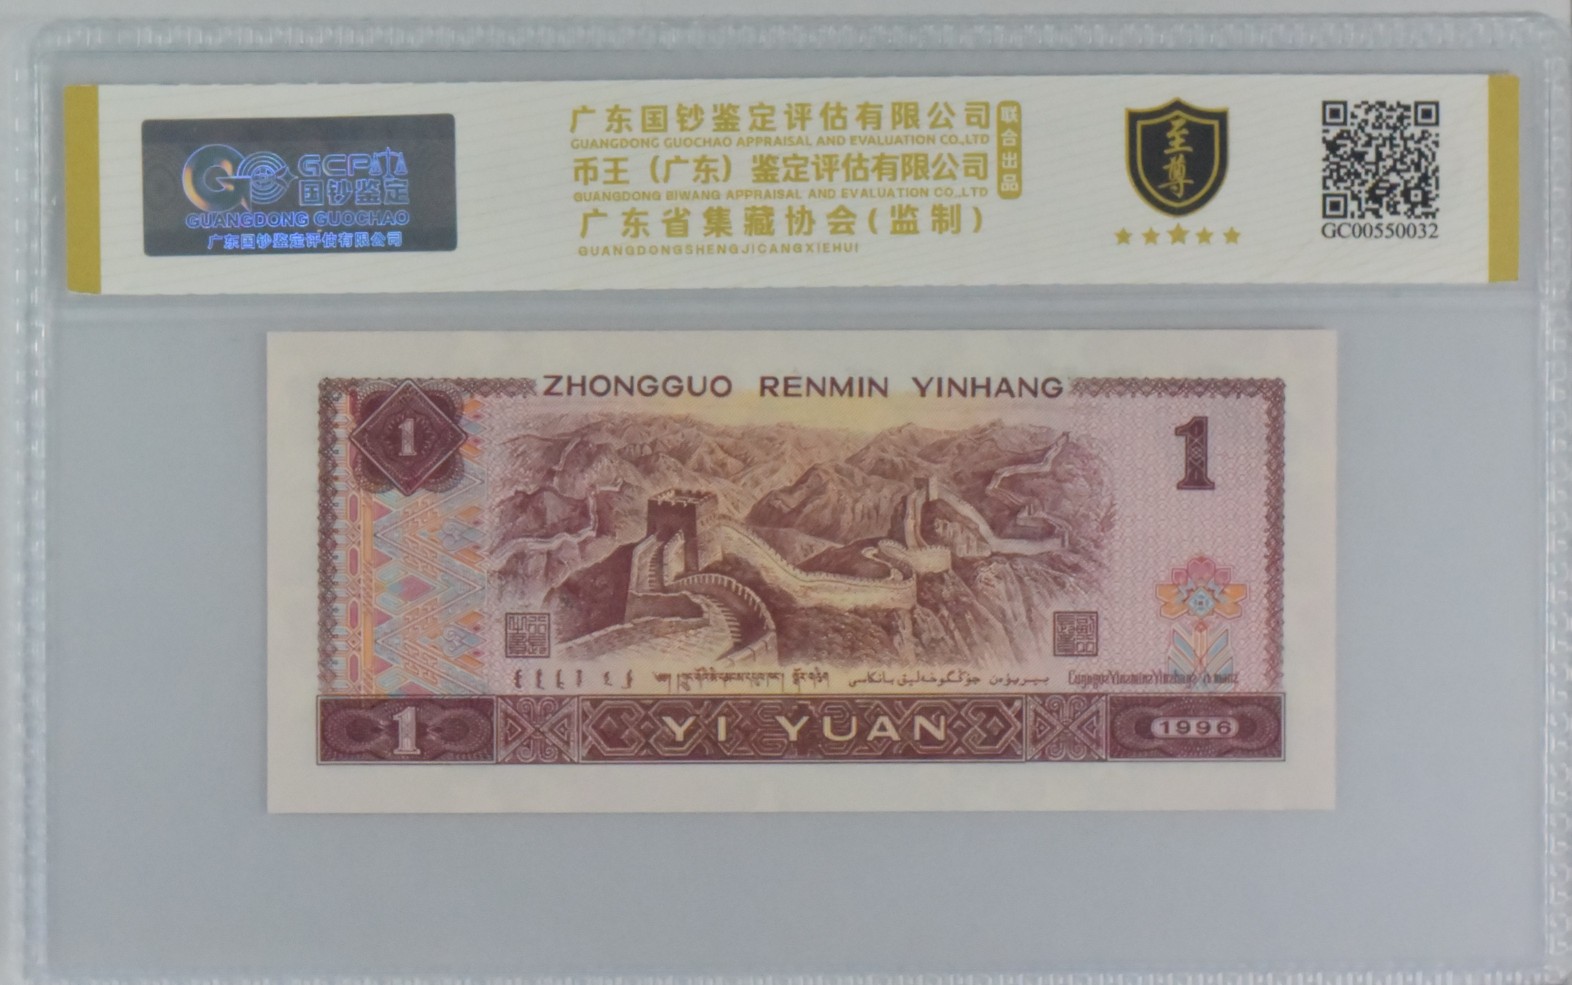 GCP
国钞鉴定
GUANGDONG GUOCHAO
广东国钞鉴定评估有限公司
广东国钞鉴定评估有限公司
GUANGDONG GUOCHAO APPRAISAL AND EVALUATION CO.,LTD
币王（广东）鉴定评估有限公司
GUANGDONG BIWANG APPRAISAL AND EVALUATION CO.,LTD
联合出品
广东省集藏协会(监制)
GUANGDONGSHENGJICANGXIEHUI
至尊
GC00550032
ZHONGGUO RENMIN YINHANG
1
1
1
YI YUAN
1996